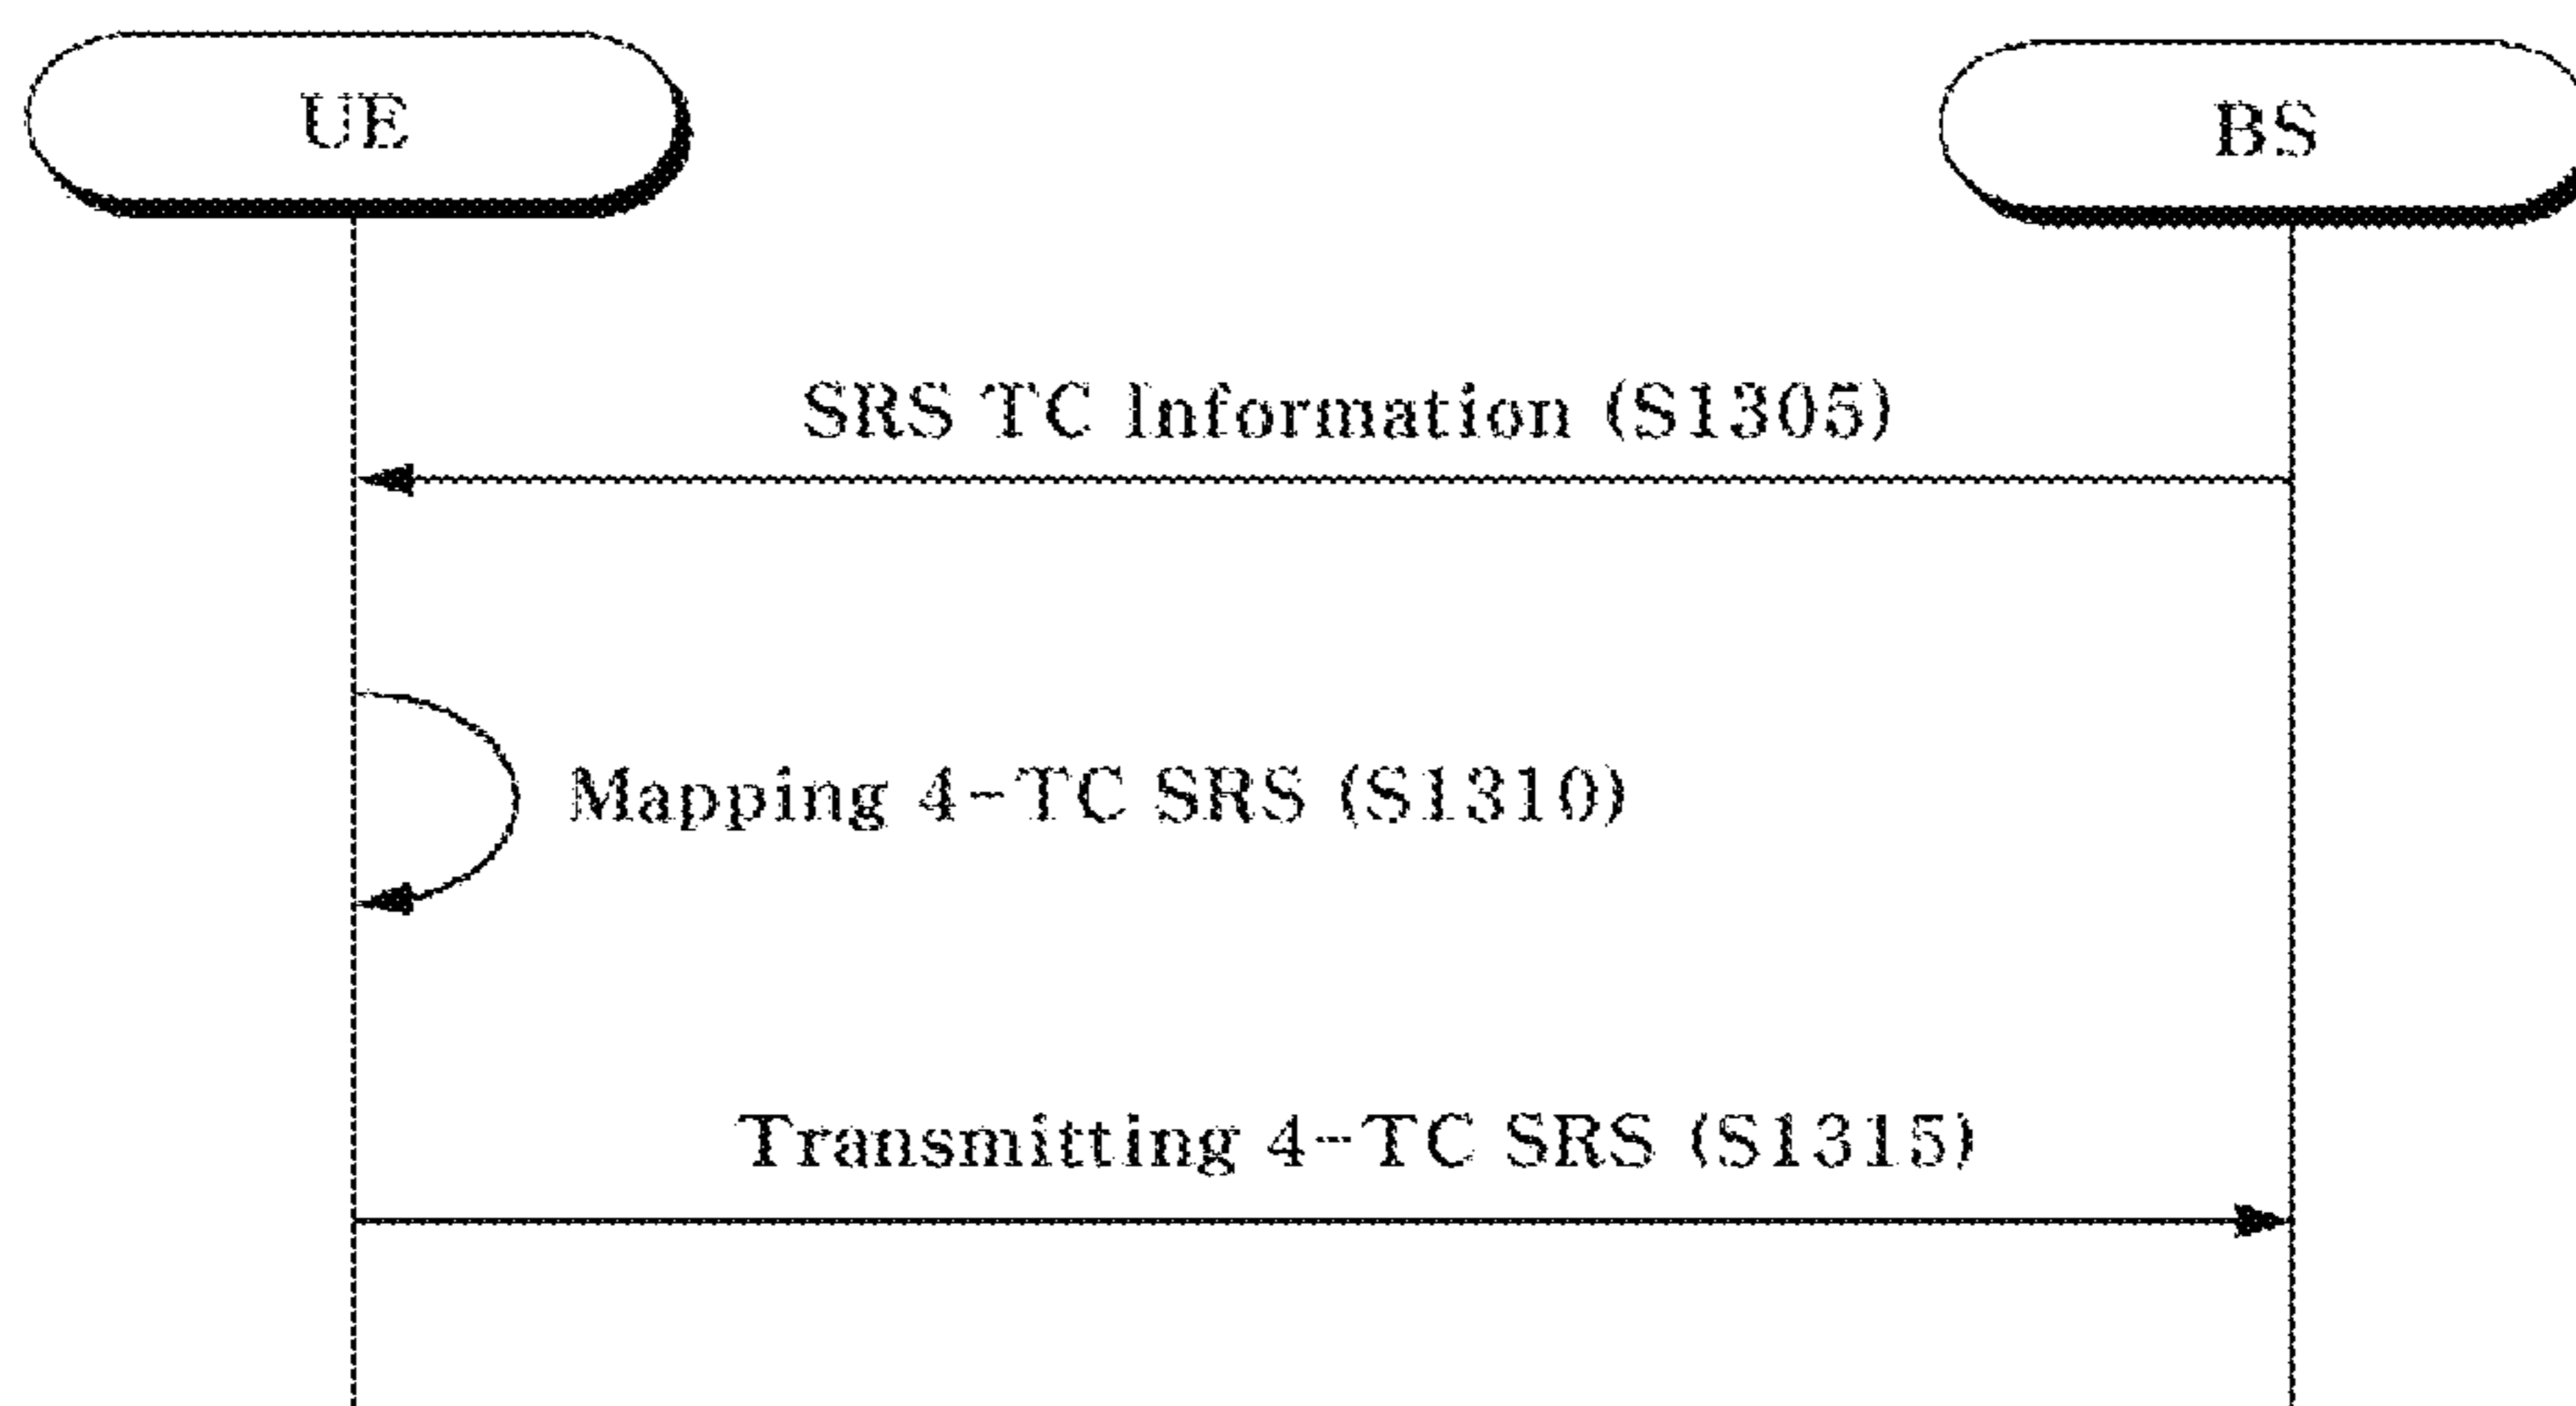 UE
BS
SRS TC Information (S1305)
Mapping 4-TC SRS (S1310)
Transmitting 4-TC SRS (S1315)